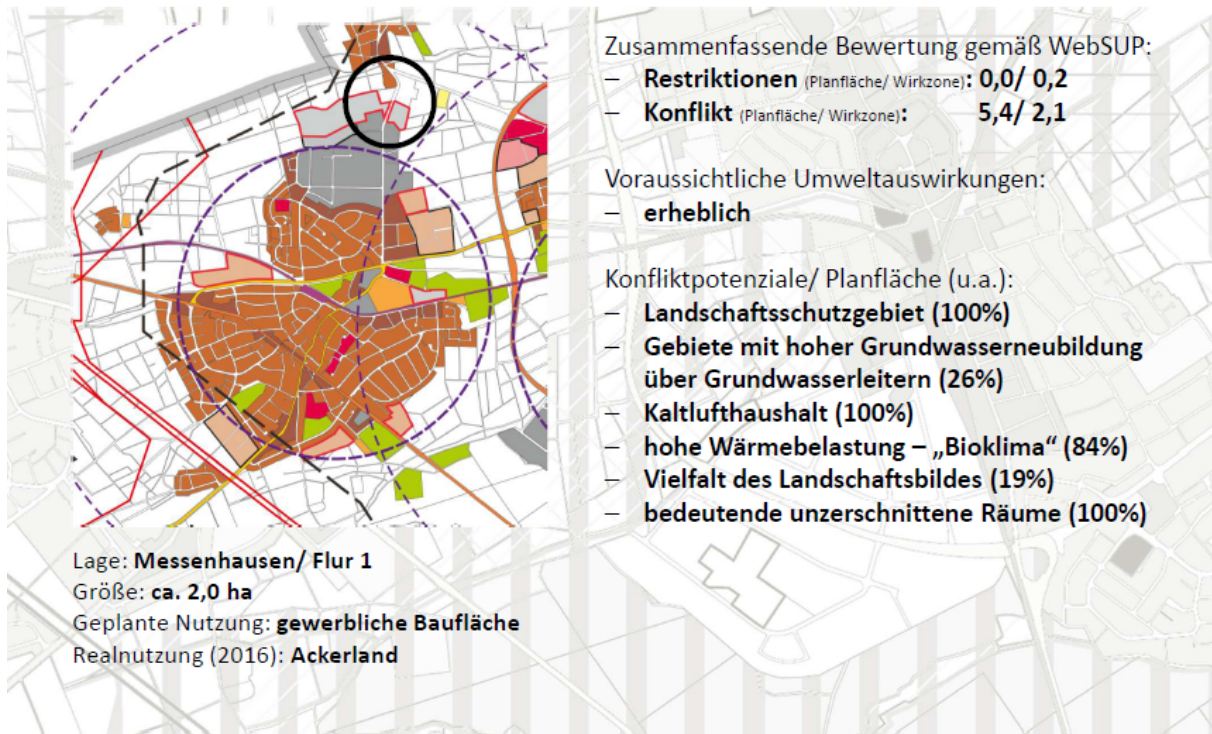 Zusammenfassende Bewertung gemäß WebSUP:
– Restriktionen (Planfläche/ Wirkzone): 0,0/ 0,2
– Konflikt (Planfläche/ Wirkzone): 5,4/ 2,1
Voraussichtliche Umweltauswirkungen:
– erheblich
Konfliktpotenziale/ Planfläche (u.a.):
– Landschaftsschutzgebiet (100%)
– Gebiete mit hoher Grundwasserneubildung
über Grundwasserleitern (26%)
– Kaltlufthaushalt (100%)
– hohe Wärmebelastung – „Bioklima“ (84%)
– Vielfalt des Landschaftsbildes (19%)
– bedeutende unzerschnittene Räume (100%)
Lage: Messenhausen/ Flur 1
Größe: ca. 2,0 ha
Geplante Nutzung: gewerbliche Baufläche
Realnutzung (2016): Ackerland